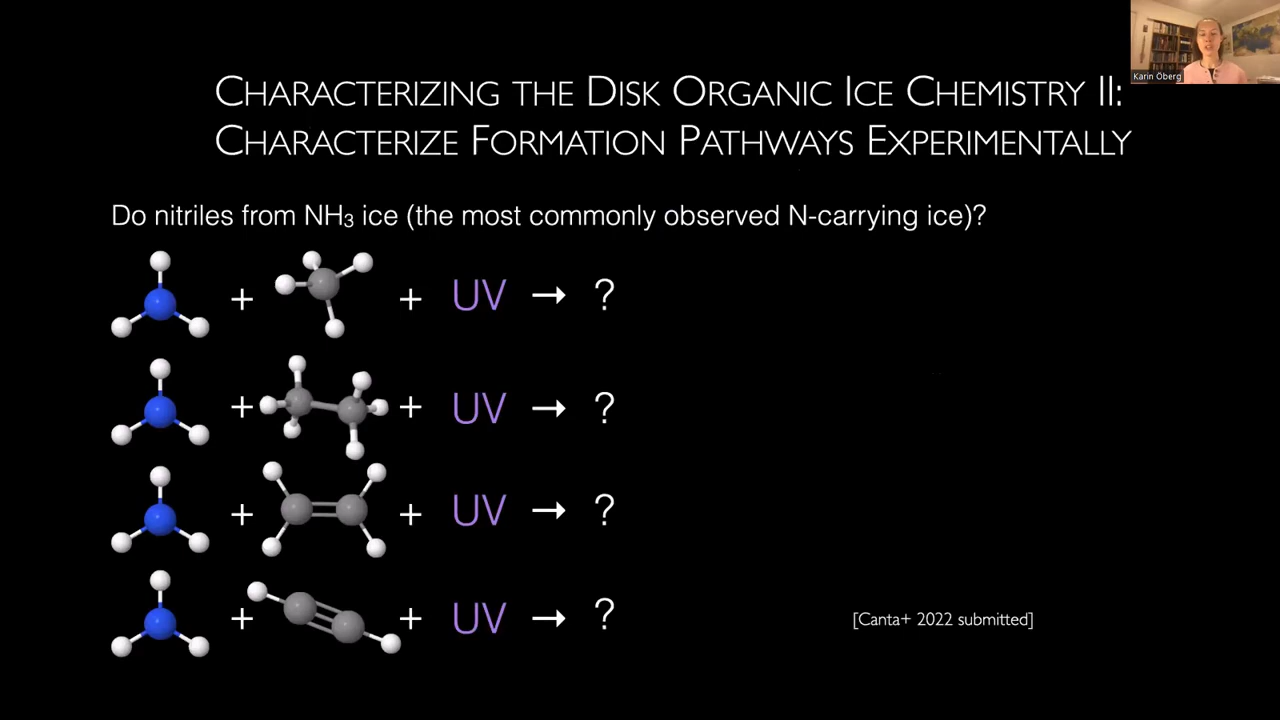 Karin Öberg
CHARACTERIZING THE DISK ORGANIC ICE CHEMISTRY II:
CHARACTERIZE FORMATION PATHWAYS EXPERIMENTALLY
Do nitriles from NH₃ ice (the most commonly observed N-carrying ice)?
+ + UV → ?
+ + UV → ?
+ + UV → ?
+ + UV → ?
[Canta+ 2022 submitted]